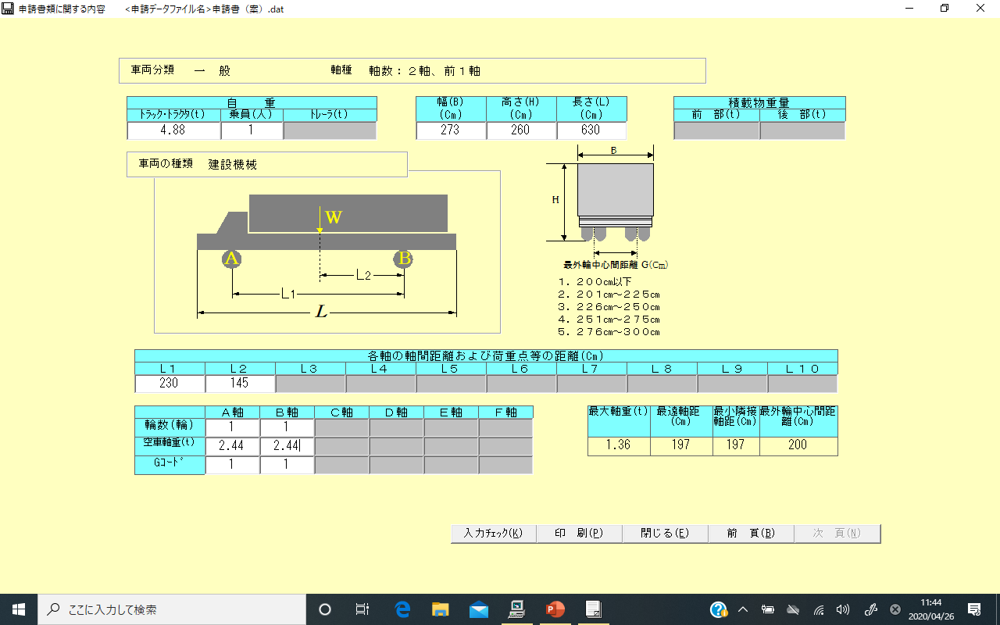 申請書類に関する内容　　<申請データファイル名>申請書（案）.dat
車両分類　一　般　軸種　軸数：２軸、前１軸
自　重
ﾄﾗｯｸ･ﾄﾗｸﾀ(t)　乗員(人)　ﾄﾚｰﾗ(t)
4.88　1
幅(B)　高さ(H)　長さ(L)
(Cm)　(Cm)　(Cm)
273　260　630
積載物重量
前　部(t)　後　部(t)
車両の種類　建設機械
W
A　B
L2
L1
L
B
H
最外輪中心間距離 G(Cm)
１．２００㎝以下
２．２０１㎝～２２５㎝
３．２２６㎝～２５０㎝
４．２５１㎝～２７５㎝
５．２７６㎝～３００㎝
各軸の軸間距離および荷重点等の距離(Cm)
Ｌ１　Ｌ２　Ｌ３　Ｌ４　Ｌ５　Ｌ６　Ｌ７　Ｌ８　Ｌ９　Ｌ１０
230　145
Ａ軸　Ｂ軸　Ｃ軸　Ｄ軸　Ｅ軸　Ｆ軸
輪数(輪)　1　1
空車軸重(t)　2.44　2.44
Gｺｰﾄﾞ　1　1
最大軸重(t)　最遠軸距(Cm)　最小隣接軸距(Cm)　最外輪中心間距離(Cm)
1.36　197　197　200
入力ﾁｪｯｸ(K)　印　刷(P)　閉じる(E)　前　頁(B)　次　頁(N)
ここに入力して検索
11:44
2020/04/26